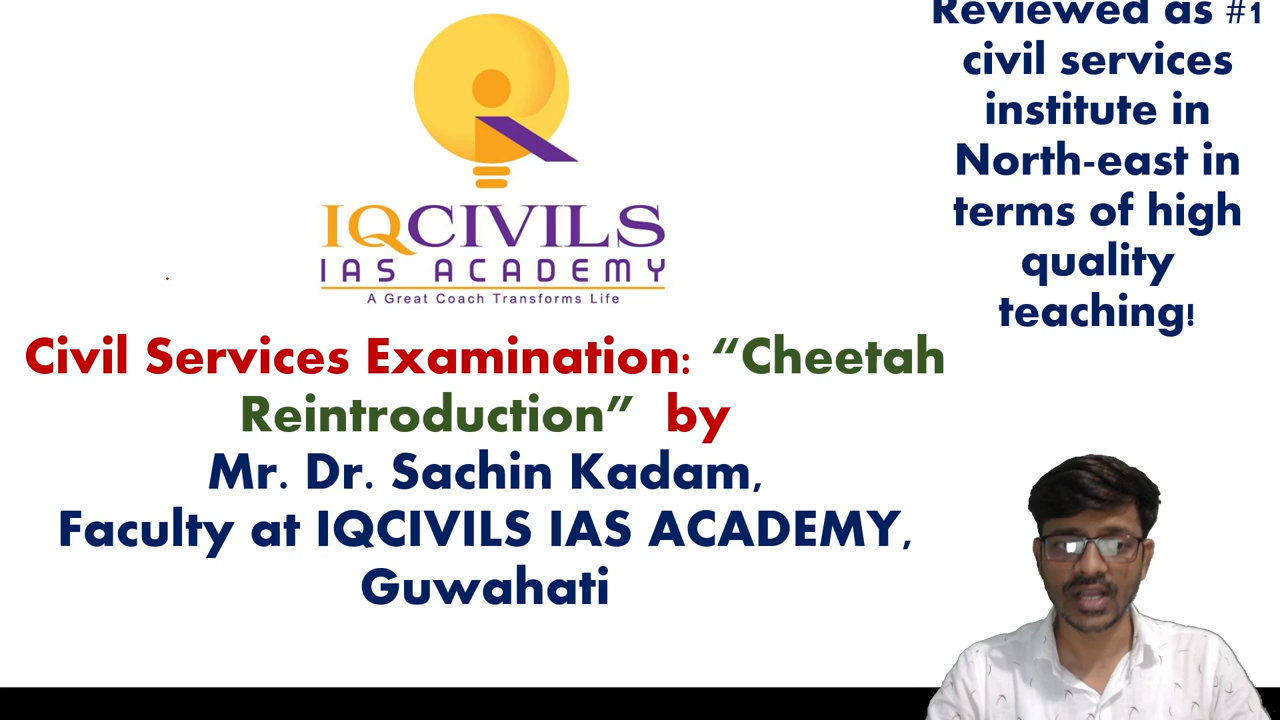 IQCIVILS
IAS ACADEMY
A Great Coach Transforms Life
Reviewed as #1
civil services
institute in
North-east in
terms of high
quality
teaching!
Civil Services Examination: “Cheetah
Reintroduction” by
Mr. Dr. Sachin Kadam,
Faculty at IQCIVILS IAS ACADEMY,
Guwahati